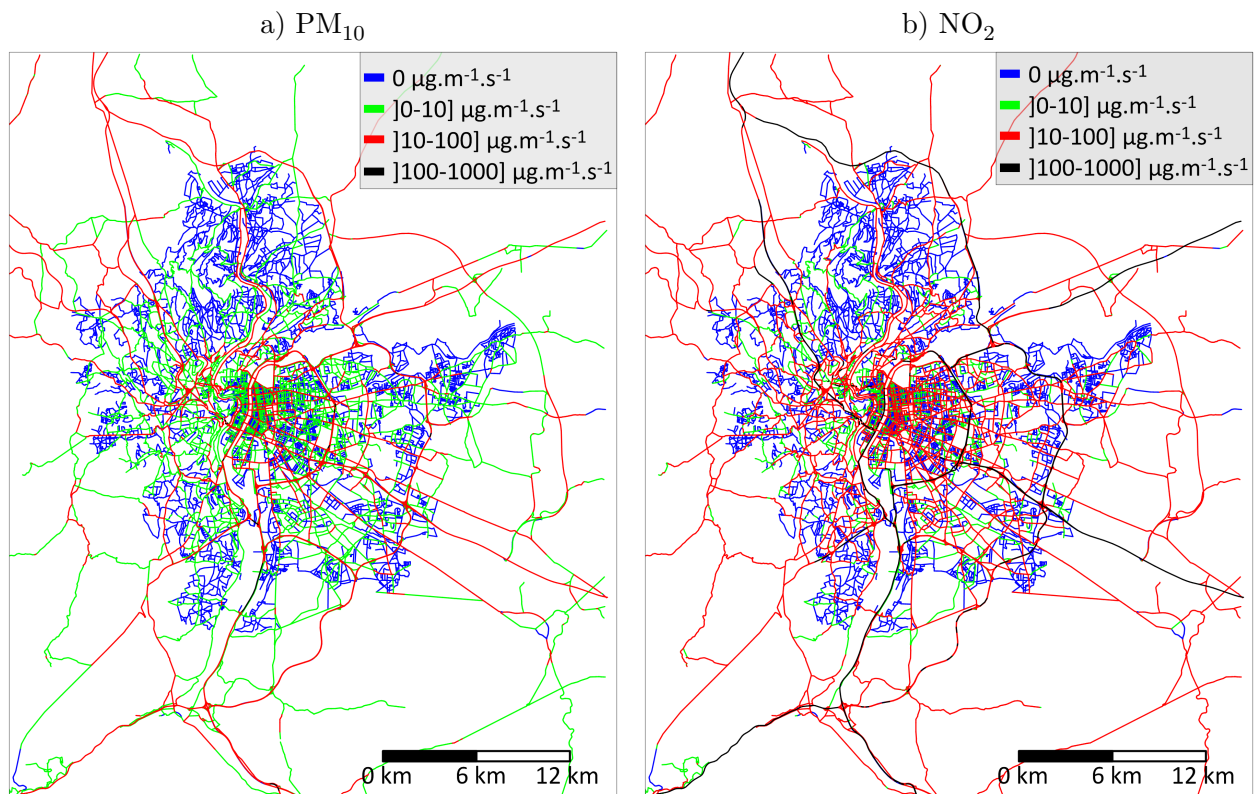 a) PM₁₀
0 µg.m⁻¹.s⁻¹
]0-10] µg.m⁻¹.s⁻¹
]10-100] µg.m⁻¹.s⁻¹
]100-1000] µg.m⁻¹.s⁻¹
0 km 6 km 12 km
b) NO₂
0 µg.m⁻¹.s⁻¹
]0-10] µg.m⁻¹.s⁻¹
]10-100] µg.m⁻¹.s⁻¹
]100-1000] µg.m⁻¹.s⁻¹
0 km 6 km 12 km